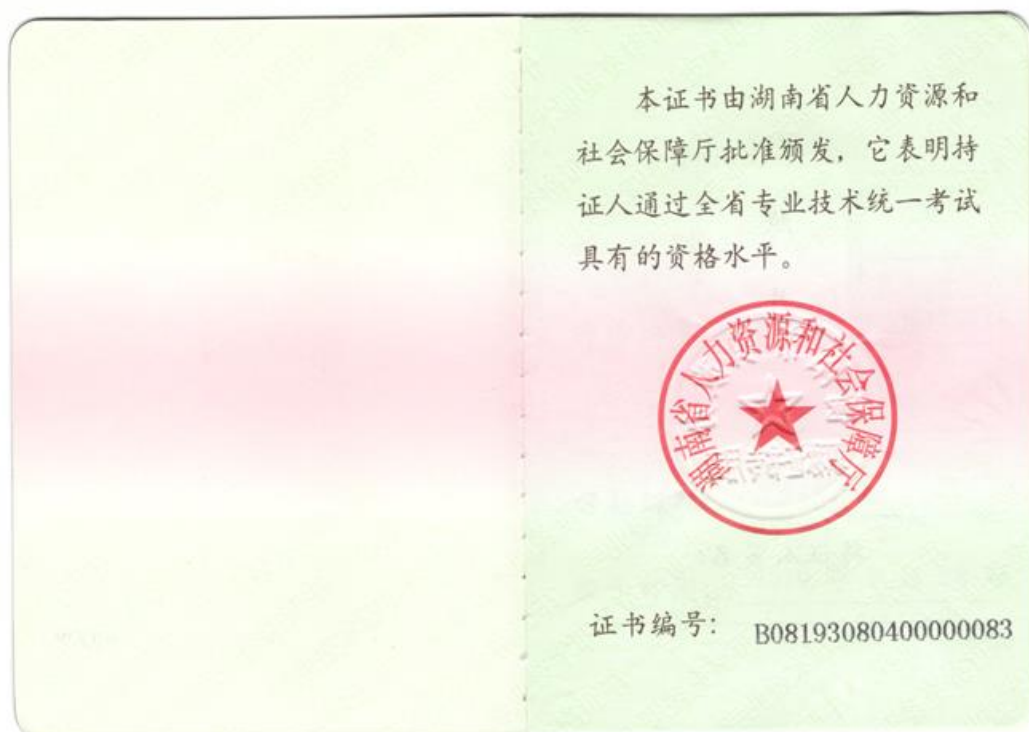 本证书由湖南省人力资源和
社会保障厅批准颁发，它表明持
证人通过全省专业技术统一考试
具有的资格水平。
湖南省人力资源和社会保障厅
证书编号： B08193080400000083